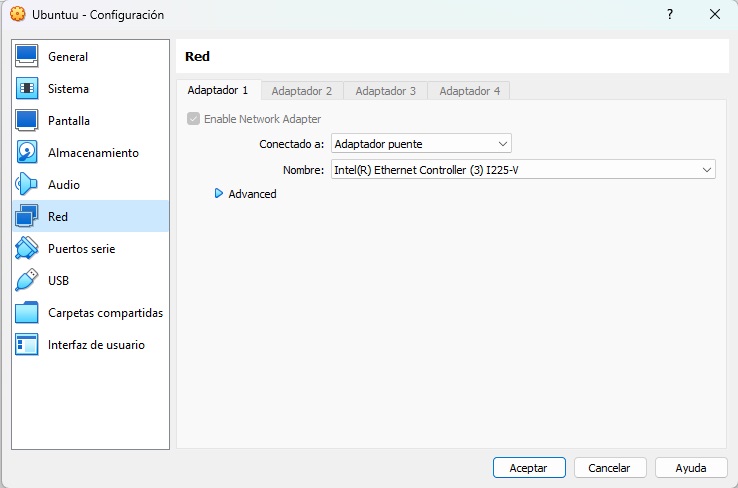 Ubuntuu - Configuración
?
General
Sistema
Pantalla
Almacenamiento
Audio
Red
Puertos serie
USB
Carpetas compartidas
Interfaz de usuario
Red
Adaptador 1 Adaptador 2 Adaptador 3 Adaptador 4
Enable Network Adapter
Conectado a: Adaptador puente
Nombre: Intel(R) Ethernet Controller (3) I225-V
Advanced
Aceptar Cancelar Ayuda